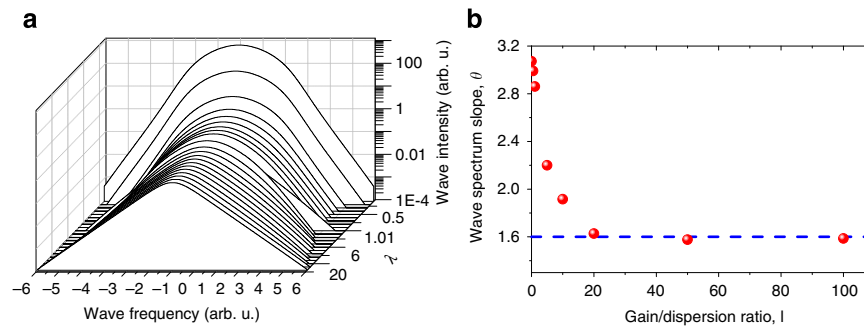 a
Wave intensity (arb. u.)
100
1
0.01
1E-4
0.5
1.01
6
20
λ
–6 –5 –4 –3 –2 –1 0 1 2 3 4 5 6
Wave frequency (arb. u.)
b
Wave spectrum slope, θ
3.2
2.8
2.4
2.0
1.6
0 20 40 60 80 100
Gain/dispersion ratio, l